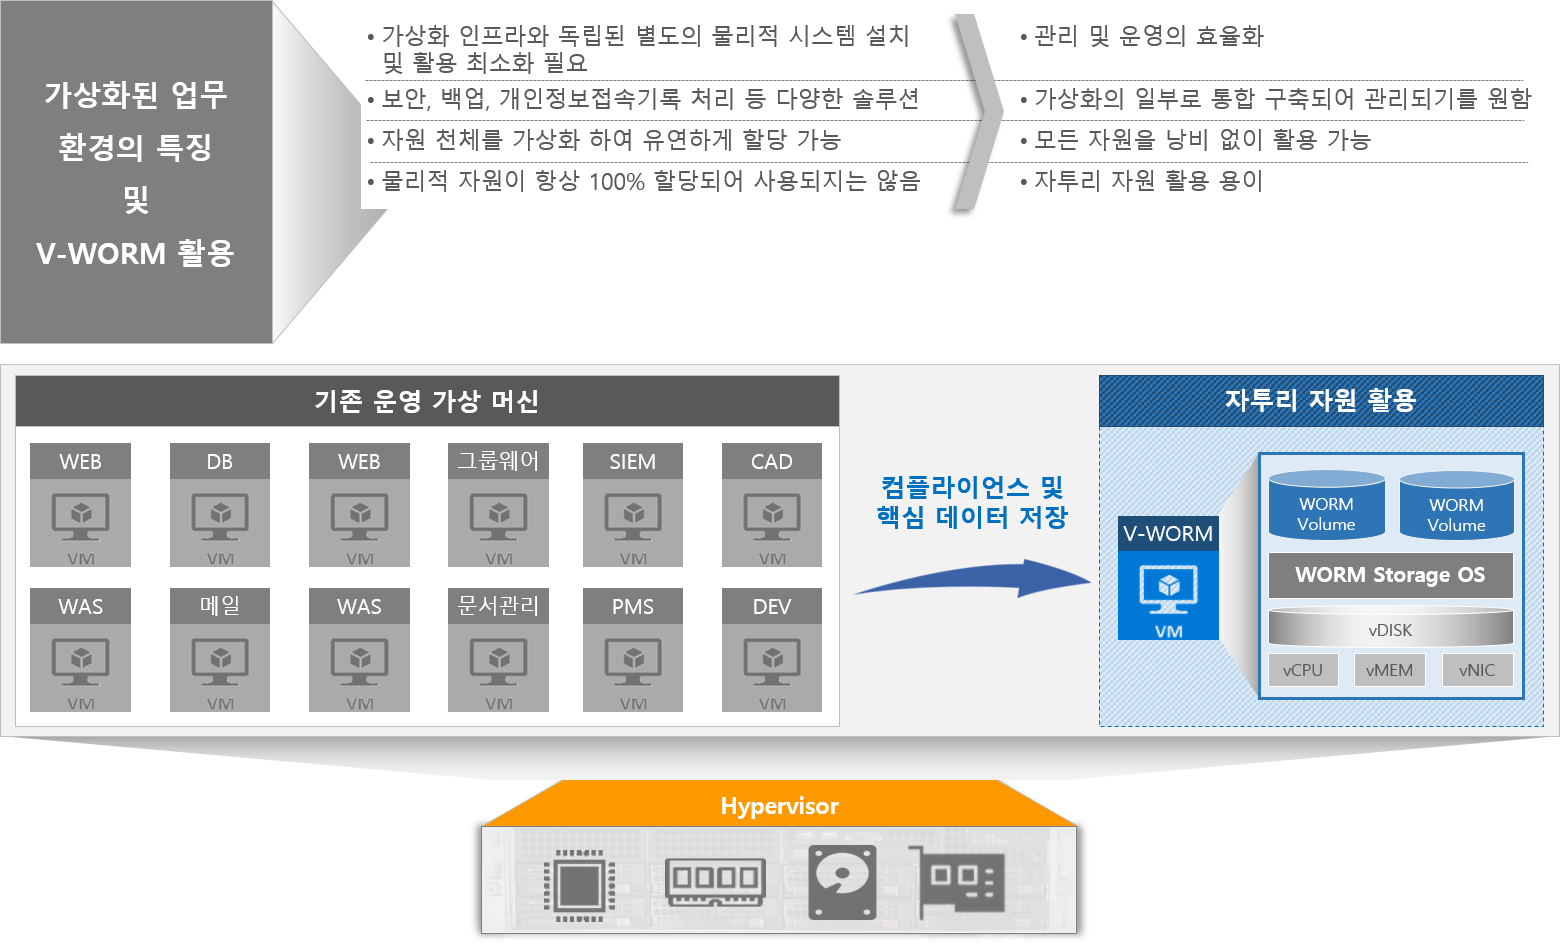 가상화된 업무
환경의 특징
및
V-WORM 활용
• 가상화 인프라와 독립된 별도의 물리적 시스템 설치
및 활용 최소화 필요
• 관리 및 운영의 효율화
• 보안, 백업, 개인정보접속기록 처리 등 다양한 솔루션
• 가상화의 일부로 통합 구축되어 관리되기를 원함
• 자원 천체를 가상화 하여 유연하게 할당 가능
• 모든 자원을 낭비 없이 활용 가능
• 물리적 자원이 항상 100% 할당되어 사용되지는 않음
• 자투리 자원 활용 용이
기존 운영 가상 머신
WEB
DB
WEB
그룹웨어
SIEM
CAD
VM
VM
VM
VM
VM
VM
WAS
메일
WAS
문서관리
PMS
DEV
VM
VM
VM
VM
VM
VM
컴플라이언스 및
핵심 데이터 저장
자투리 자원 활용
V-WORM
VM
WORM
Volume
WORM
Volume
WORM Storage OS
vDISK
vCPU
vMEM
vNIC
Hypervisor